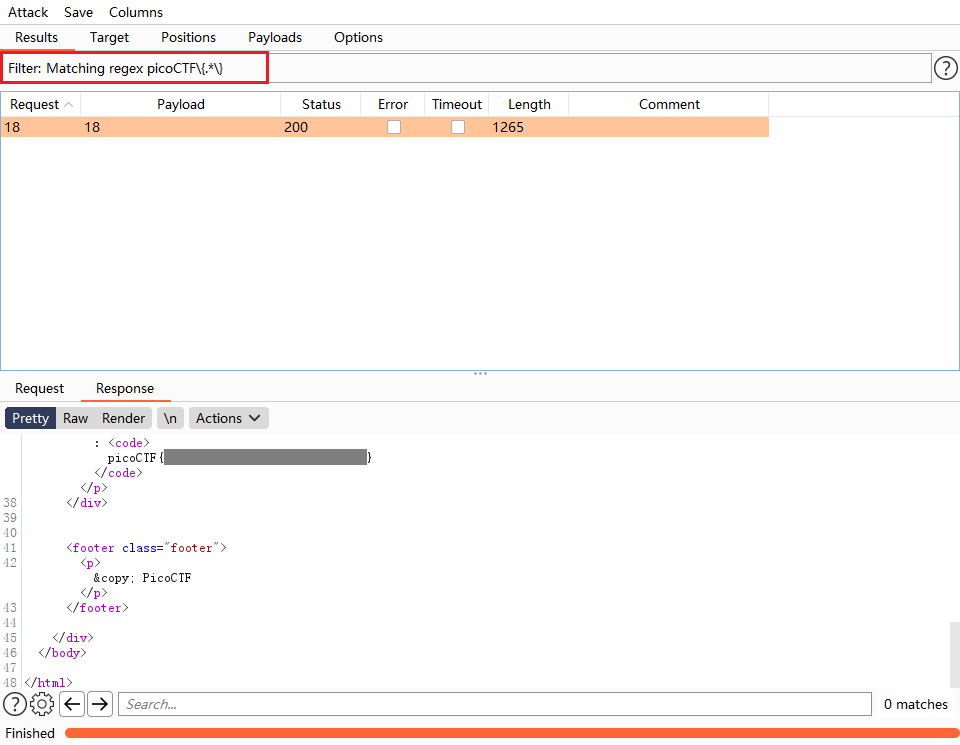 Attack Save Columns
Results Target Positions Payloads Options
Filter: Matching regex picoCTF\{.*\}
?
Request Payload Status Error Timeout Length Comment
18 18 200 1265
Request Response
Pretty Raw Render \n Actions
: <code>
picoCTF{ }
</code>
</p>
38 </div>
39
40
41 <footer class="footer">
42 <p>
&copy; PicoCTF
</p>
43 </footer>
44
45 </div>
46 </body>
47
48 </html>
? Search... 0 matches
Finished